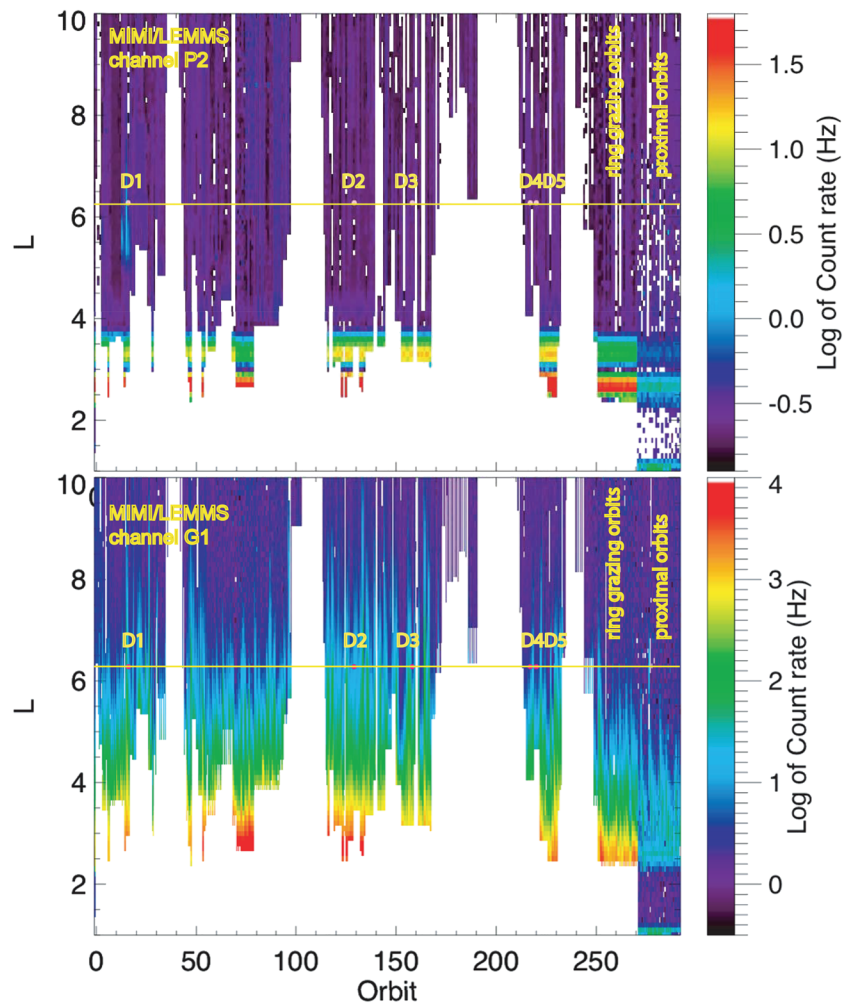 10
8
6
4
2
L
MIMI/LEMMS
channel P2
D1
D2
D3
D4D5
ring grazing orbits
proximal orbits
1.5
1.0
0.5
0.0
-0.5
Log of Count rate (Hz)
10
8
6
4
2
L
MIMI/LEMMS
channel G1
D1
D2
D3
D4D5
ring grazing orbits
proximal orbits
4
3
2
1
0
Log of Count rate (Hz)
0 50 100 150 200 250
Orbit